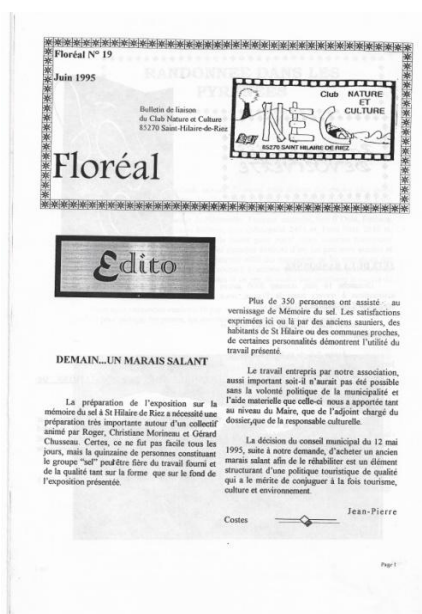 Floréal N° 19
Juin 1995
Bulletin de liaison
du Club Nature et Culture
85270 Saint-Hilaire-de-Riez
Club NATURE
ET
CULTURE
NEC
85270 SAINT HILAIRE DE RIEZ
Floréal
Edito
DEMAIN...UN MARAIS SALANT
La préparation de l'exposition sur la
mémoire du sel à St Hilaire de Riez a nécessité une
préparation très importante autour d'un collectif
animé par Roger, Christiane Morineau et Gérard
Chusseau. Certes, ce ne fut pas facile tous les
jours, mais la quinzaine de personnes constituant
le groupe "sel" peut être fière du travail fourni et
de la qualité tant sur la forme que sur le fond de
l'exposition présentée.
Plus de 350 personnes ont assisté au
vernissage de Mémoire du sel. Les satisfactions
exprimées ici ou là par des anciens sauniers, des
habitants de St Hilaire ou des communes proches,
de certaines personnalités démontrent l'utilité du
travail présenté.
Le travail entrepris par notre association,
aussi important soit-il n'aurait pas été possible
sans la volonté politique de la municipalité et
l'aide materielle que celle-ci nous a apportée tant
au niveau du Maire, que de l'adjoint chargé du
dossier,que de la responsable culturelle.
La décision du conseil municipal du 12 mai
1995, suite à notre demande, d'acheter un ancien
marais salant afin de le réhabiliter est un élément
structurant d'une politique touristique de qualité
qui a le mérite de conjuguer à la fois tourisme,
culture et environnement.
Jean-Pierre
Costes
Page 1